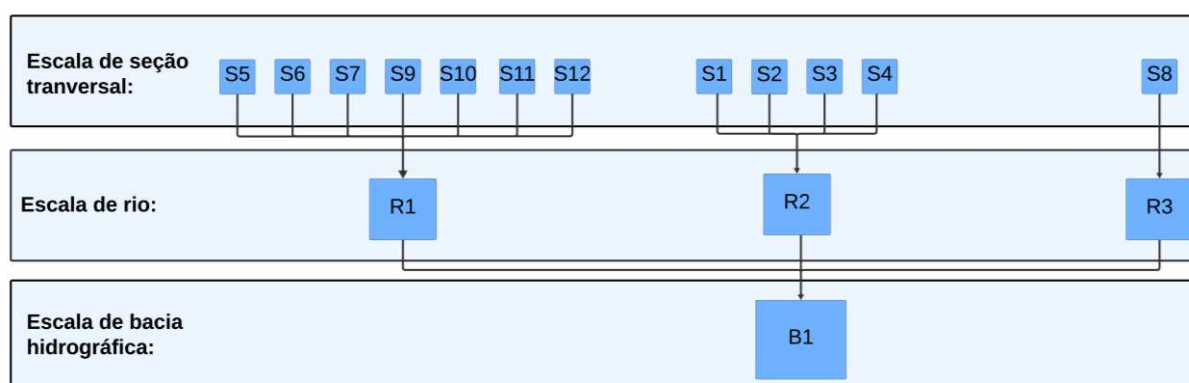 Escala de seção
tranversal:
S5 S6 S7 S9 S10 S11 S12 S1 S2 S3 S4 S8
Escala de rio:
R1 R2 R3
Escala de bacia
hidrográfica:
B1